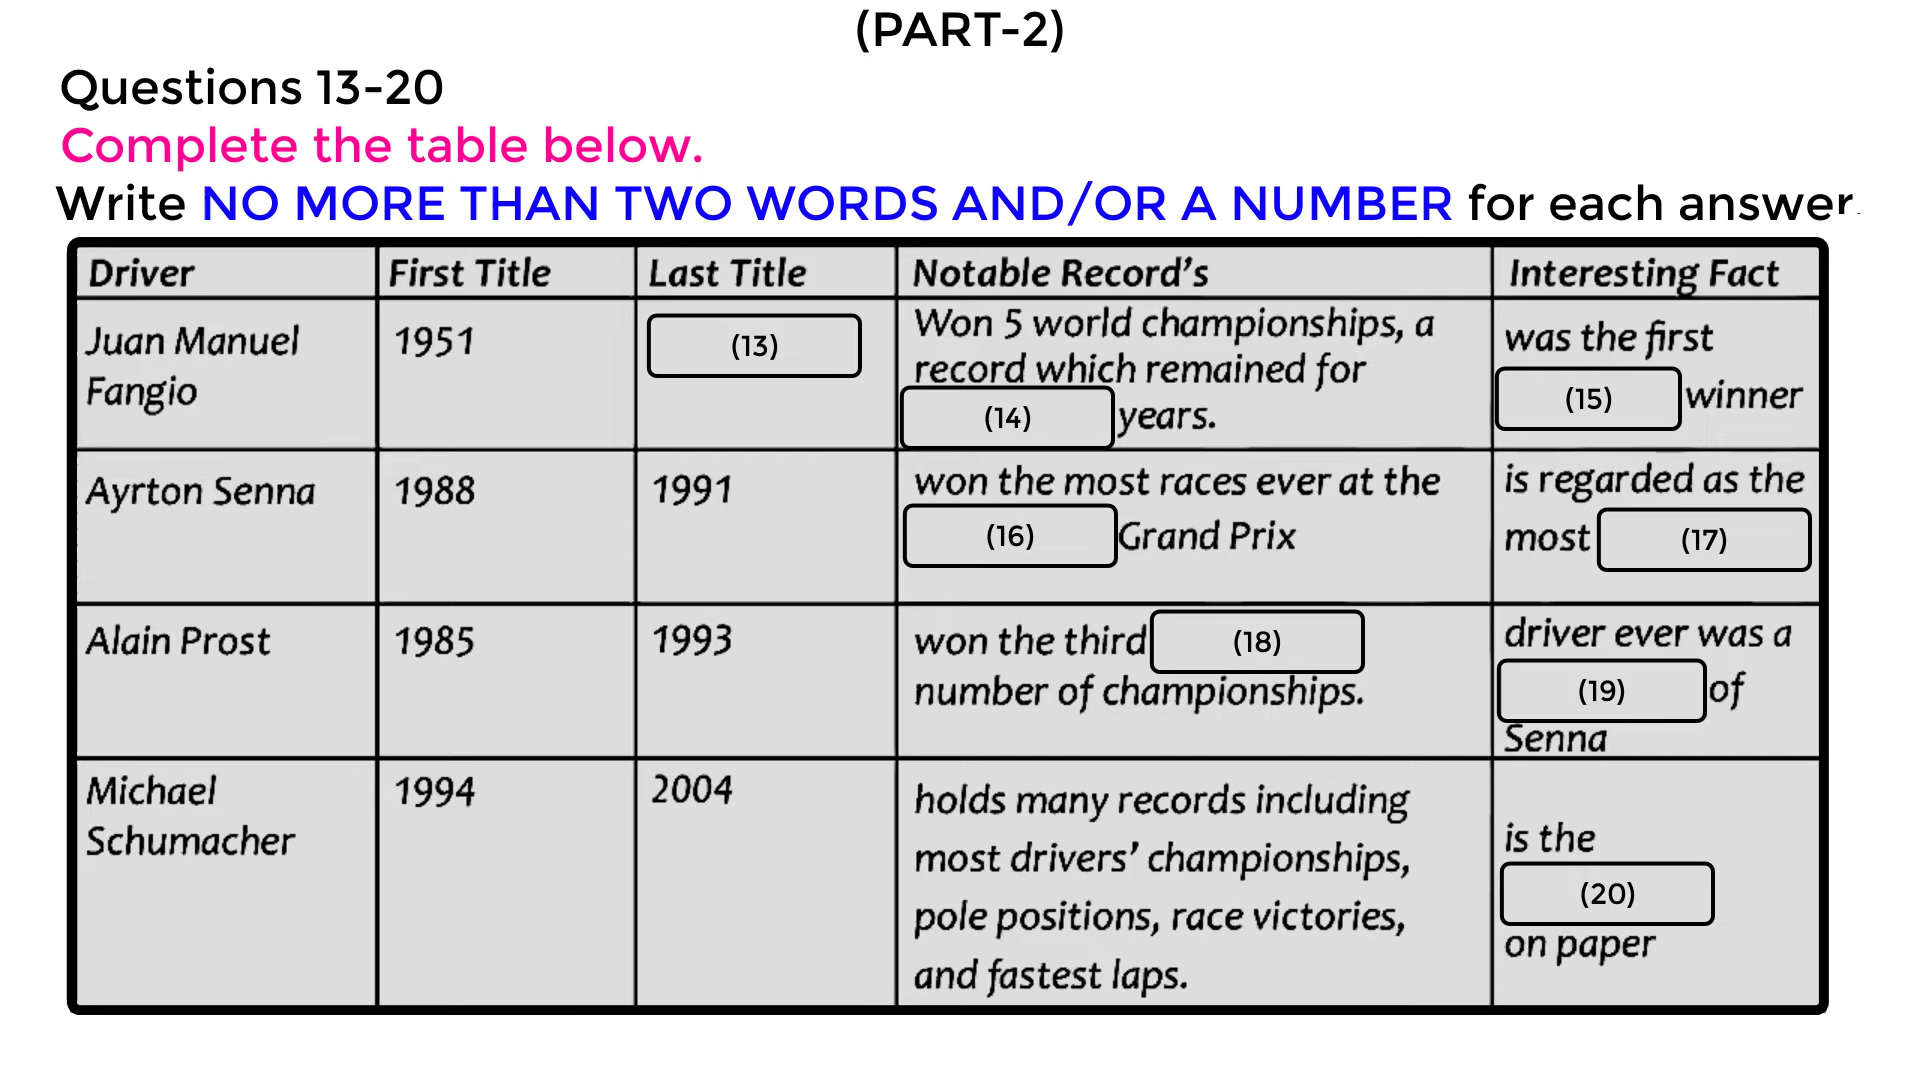 (PART-2)
Questions 13-20
Complete the table below.
Write NO MORE THAN TWO WORDS AND/OR A NUMBER for each answer.
Driver First Title Last Title Notable Record's Interesting Fact
Juan Manuel
Fangio
1951
(13)
Won 5 world championships, a
record which remained for
(14) years.
was the first
(15) winner
Ayrton Senna
1988
1991
won the most races ever at the
(16) Grand Prix
is regarded as the
most (17)
Alain Prost
1985
1993
won the third (18)
number of championships.
driver ever was a
(19) of
Senna
Michael
Schumacher
1994
2004
holds many records including
most drivers' championships,
pole positions, race victories,
and fastest laps.
is the
(20)
on paper